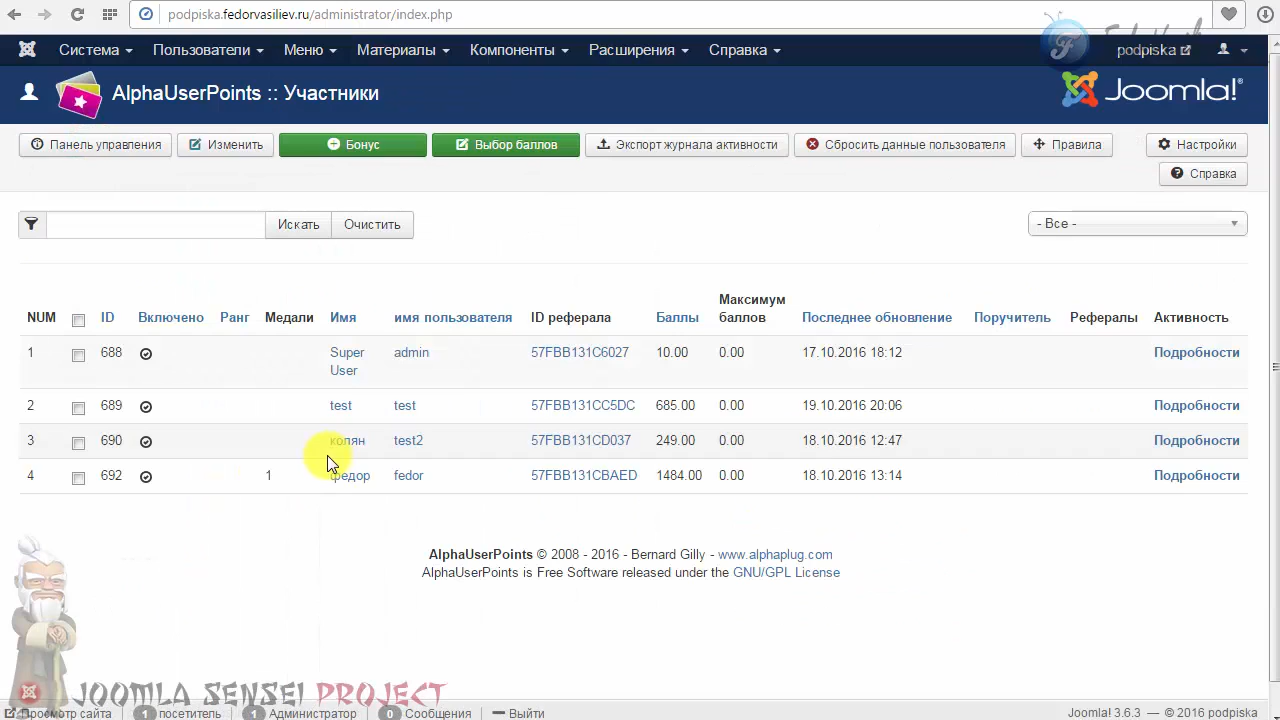 podpiska.fedorvasiliev.ru/administrator/index.php
Система Пользователи Меню Материалы Компоненты Расширения Справка podpiska
AlphaUserPoints :: Участники
Joomla!®
Панель управления Изменить Бонус Выбор баллов Экспорт журнала активности Сбросить данные пользователя Правила Настройки
Справка
Искать Очистить - Все -
NUM ID Включено Ранг Медали Имя имя пользователя ID реферала Баллы Максимум баллов Последнее обновление Поручитель Рефералы Активность
1 688 Super User admin 57FBB131C6027 10.00 0.00 17.10.2016 18:12 Подробности
2 689 test test 57FBB131CC5DC 685.00 0.00 19.10.2016 20:06 Подробности
3 690 колян test2 57FBB131CD037 249.00 0.00 18.10.2016 12:47 Подробности
4 692 1 федор fedor 57FBB131CBAED 1484.00 0.00 18.10.2016 13:14 Подробности
AlphaUserPoints © 2008 - 2016 - Bernard Gilly - www.alphaplug.com
AlphaUserPoints is Free Software released under the GNU/GPL License
JOOMLA SENSEI PROJECT
Просмотр сайта 1 посетитель 1 Администратор 0 Сообщения Выйти Joomla! 3.6.3 — © 2016 podpiska